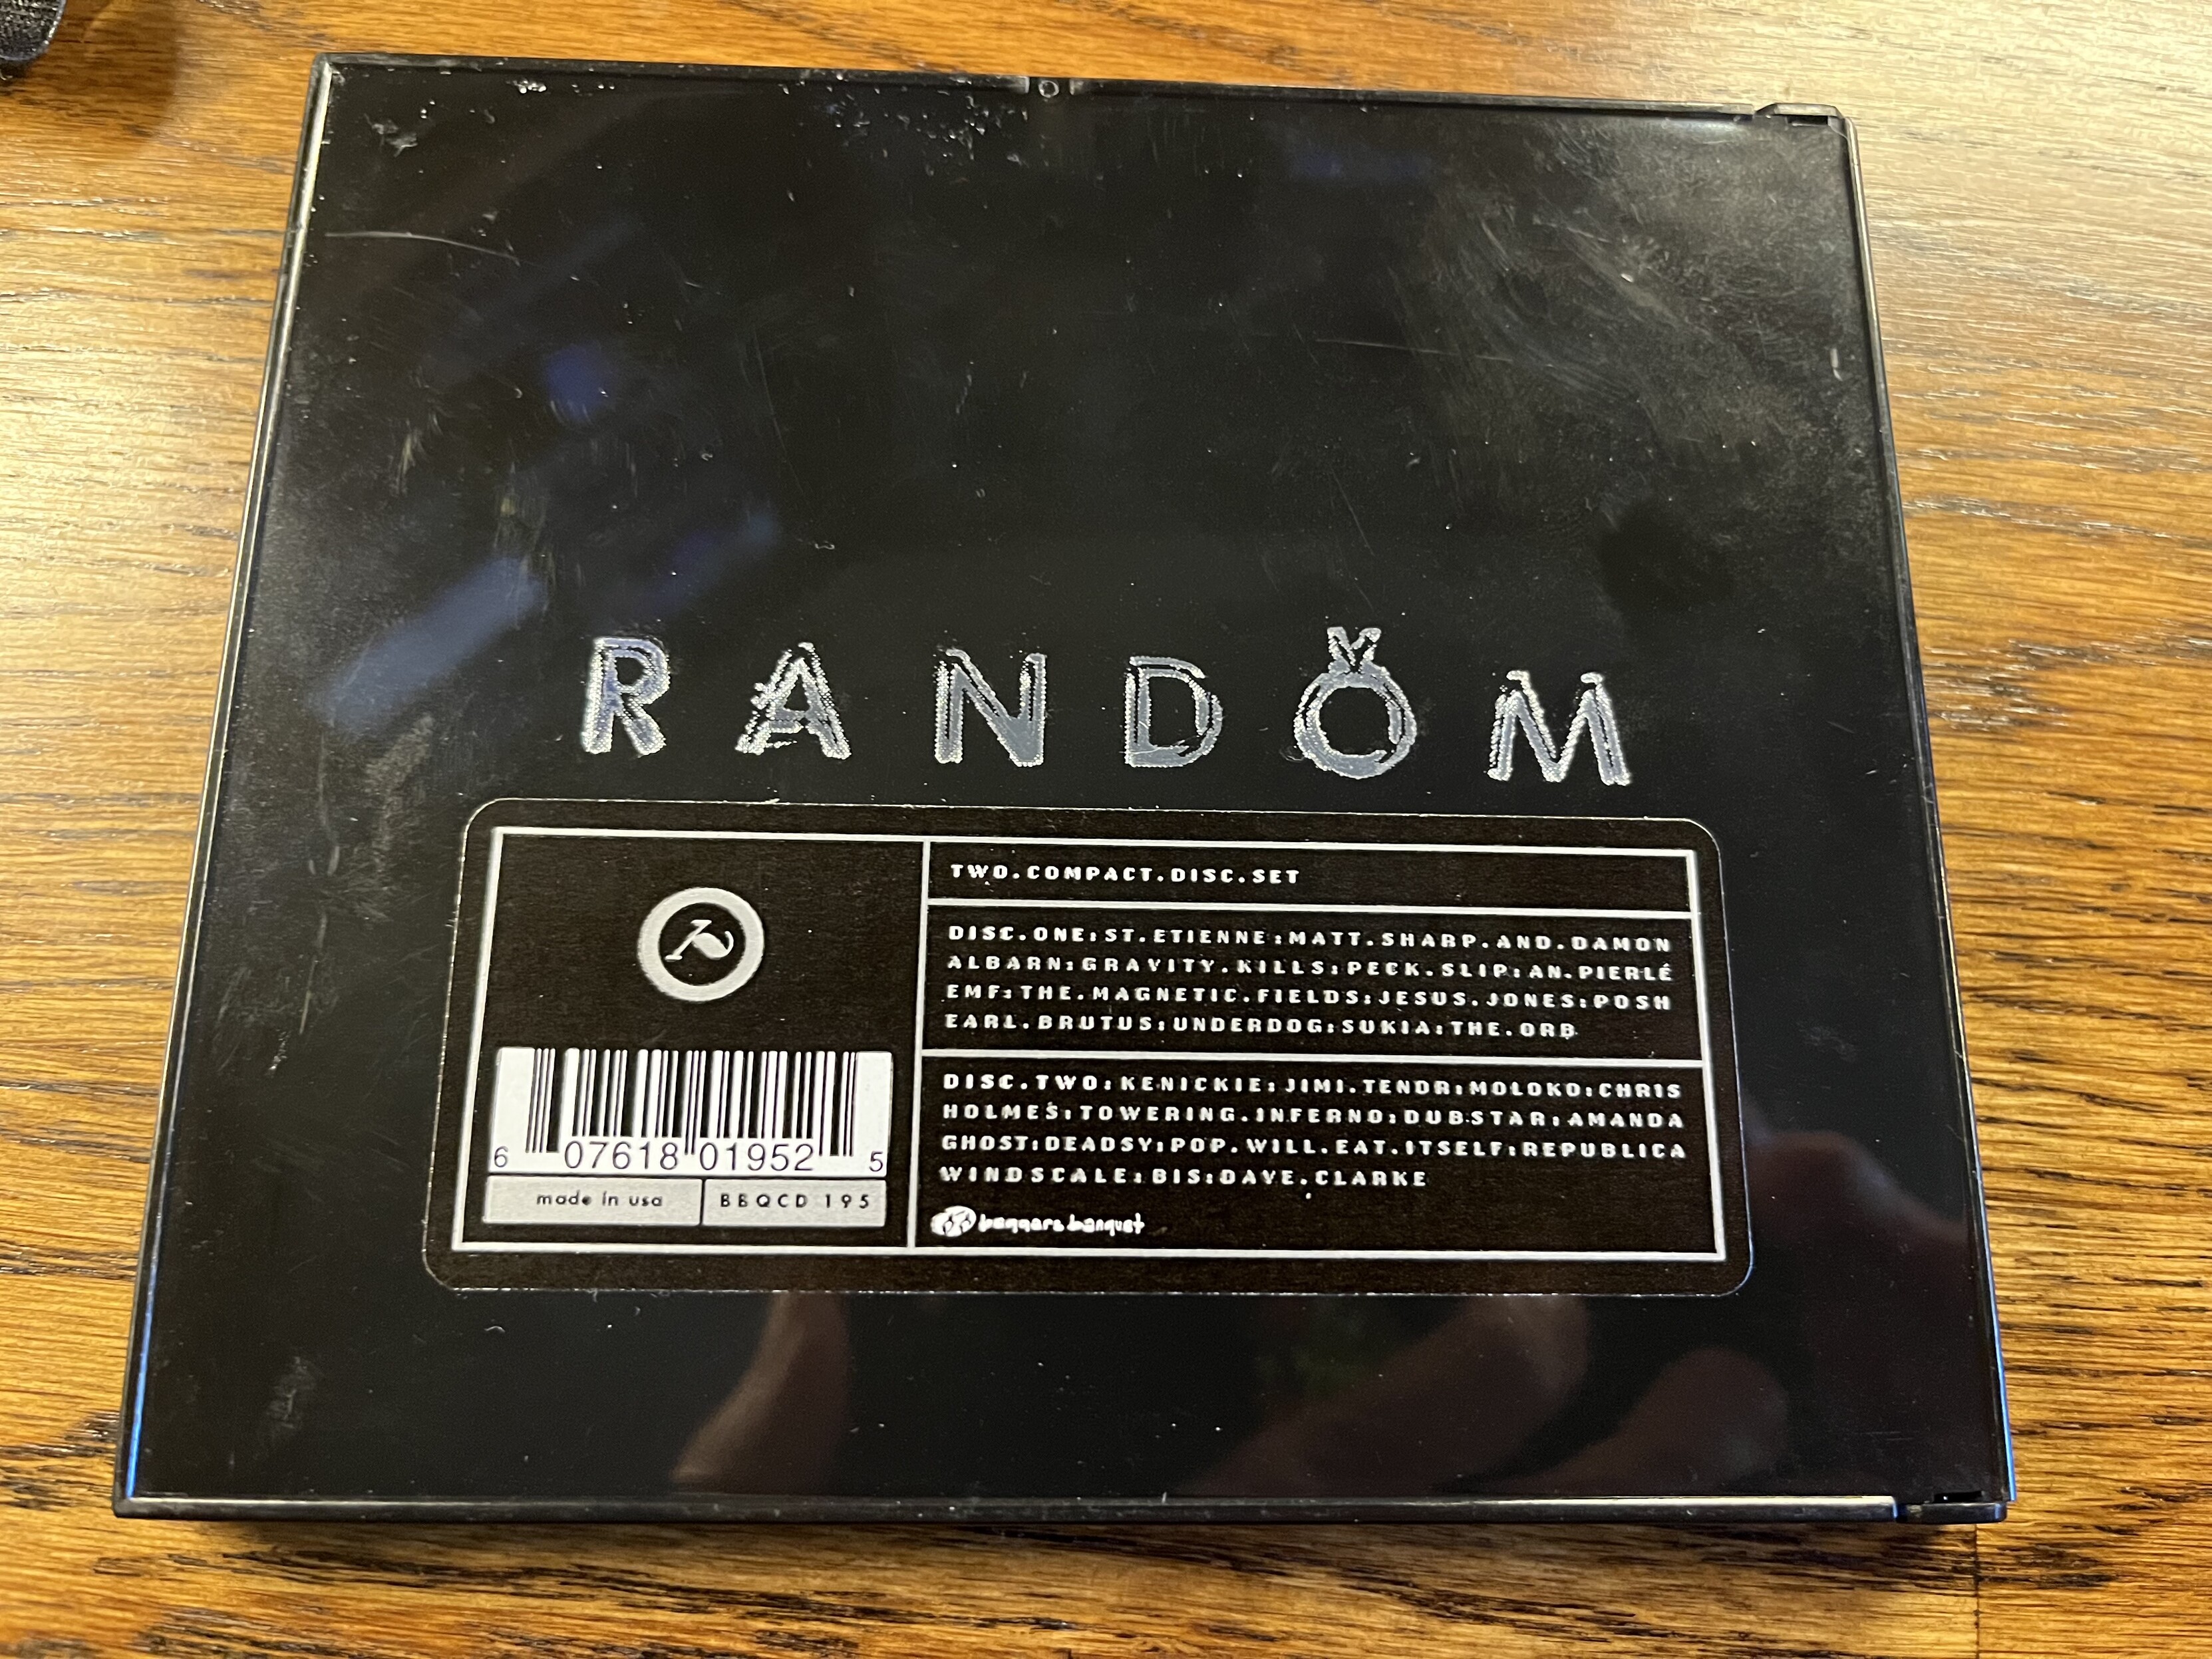 RANDǑM
TWO.COMPACT.DISC.SET
DISC.ONE:ST.ETIENNE:MATT.SHARP.AND.DAMON
ALBARN:GRAVITY.KILLS:PECK.SLIP:AN.PIERLÉ
EMF:THE.MAGNETIC.FIELDS:JESUS.JONES:POSH
EARL.BRUTUS:UNDERDOG:SUKIA:THE.ORB
DISC.TWO:KENICKIE:JIMI.TENOR:MOLOKO:CHRIS
HOLMES:TOWERING.INFERNO:DUBSTAR:AMANDA
GHOST:DEADSY:POP.WILL.EAT.ITSELF:REPUBLICA
WINDSCALE:BIS:DAVE.CLARKE
beggars banquet
6 07618 01952 5
made in usa
BBQCD 195